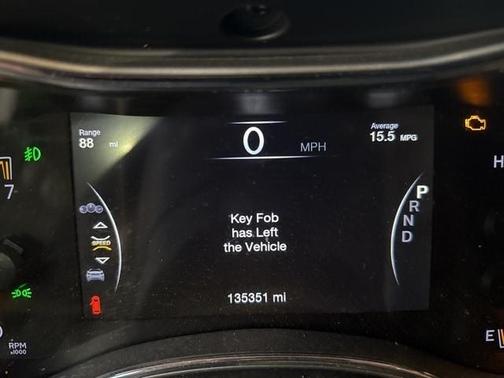 Range
88 mi
0 MPH
Average
15.5 MPG
H
7
P
R
N
D
SPEED
Key Fob
has Left
the Vehicle
135351 mi
RPM
x1000
E